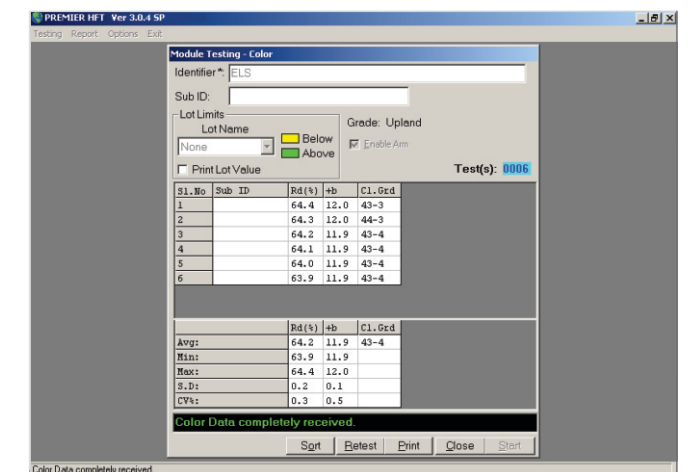 PREMIER HFT Ver 3.0.4 SP
Testing Report Options Exit
Module Testing - Color
Identifier*: ELS
Sub ID:
Lot Limits
Lot Name
None
Below
Above
Print Lot Value
Grade: Upland
Enable Arm
Test(s): 0006
Sl.No Sub ID Rd(%) +b Cl.Grd
1 64.4 12.0 43-3
2 64.3 12.0 44-3
3 64.2 11.9 43-4
4 64.1 11.9 43-4
5 64.0 11.9 43-4
6 63.9 11.9 43-4
Rd(%) +b Cl.Grd
Avg: 64.2 11.9 43-4
Min: 63.9 11.9
Max: 64.4 12.0
S.D: 0.2 0.1
CV%: 0.3 0.5
Color Data completely received.
Sort Retest Print Close Start
Color Data completely received